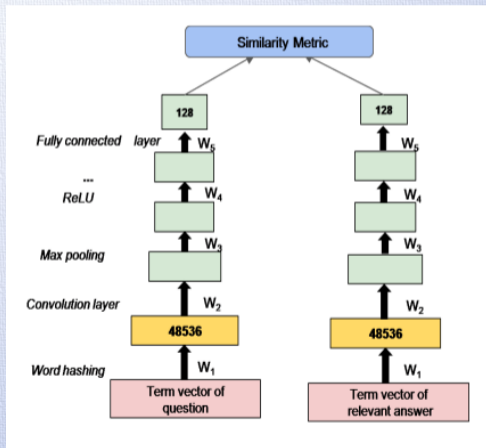 Similarity Metric
128
128
Fully connected layer
W5
W5
...
ReLU
W4
W4
Max pooling
W3
W3
Convolution layer
W2
W2
48536
48536
Word hashing
W1
W1
Term vector of
question
Term vector of
relevant answer